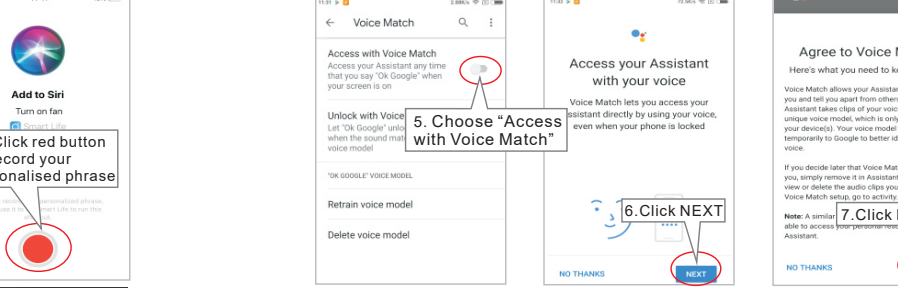 Add to Siri
Turn on fan
Smart Life
Click red button
ecord your
onalised phrase
Voice Match
Access with Voice Match
Access your Assistant any time
that you say "Ok Google" when
your screen is on
Unlock with Voice
Let "Ok Google" unlo
when the sound mat
voice model
5. Choose “Access
with Voice Match”
"OK GOOGLE" VOICE MODEL
Retrain voice model
Delete voice model
Access your Assistant
with your voice
Voice Match lets you access your
ssistant directly by using your voice,
even when your phone is locked
6.Click NEXT
NO THANKS
NEXT
Agree to Voice M
Here's what you need to ke
Voice Match allows your Assistan
you and tell you apart from others
Assistant takes clips of your voic
unique voice model, which is only
your device(s). Your voice model
temporarily to Google to better id
voice.
If you decide later that Voice Mat
you, simply remove it in Assistant
view or delete the audio clips you
Voice Match setup, go to activity.
Note: A similar
7.Click
able to access your personal
Assistant.
NO THANKS